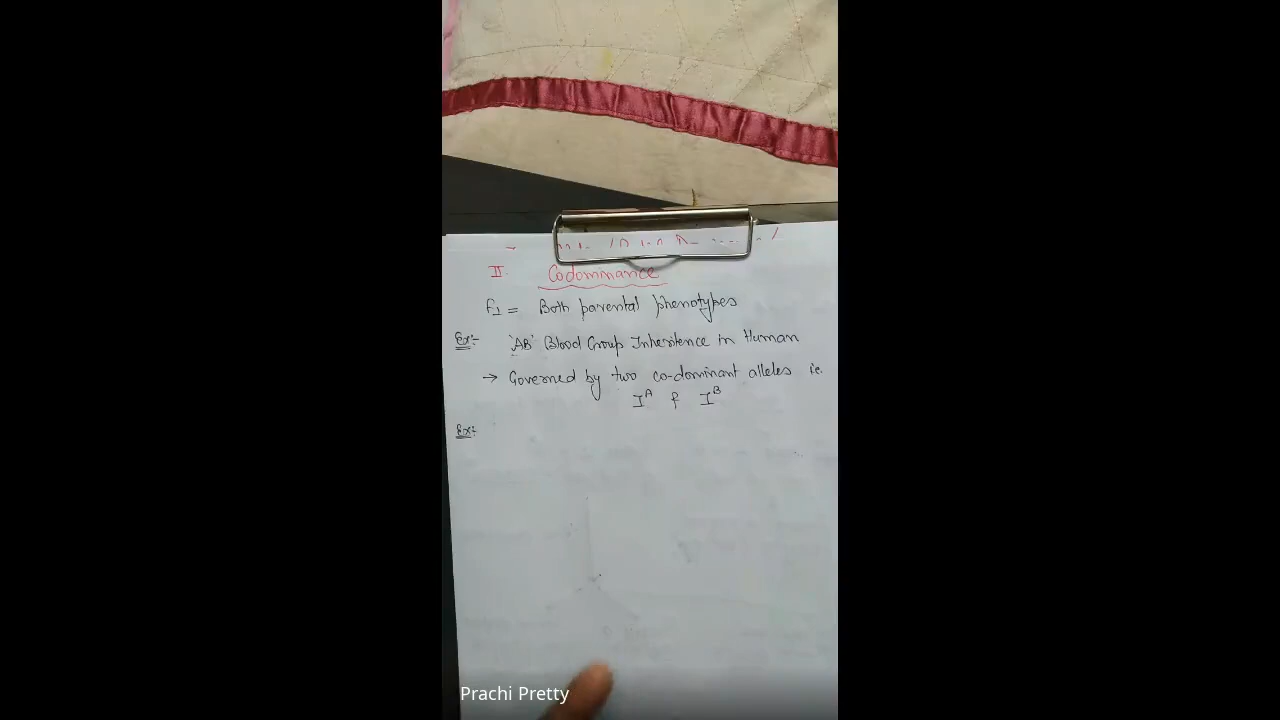 II. Codominance
F1 = Both parental phenotypes
Ex:- 'AB' Blood Group Inheritence in Human
→ Governed by two co-dominant alleles ie.
I^A & I^B
Ex:-
Prachi Pretty